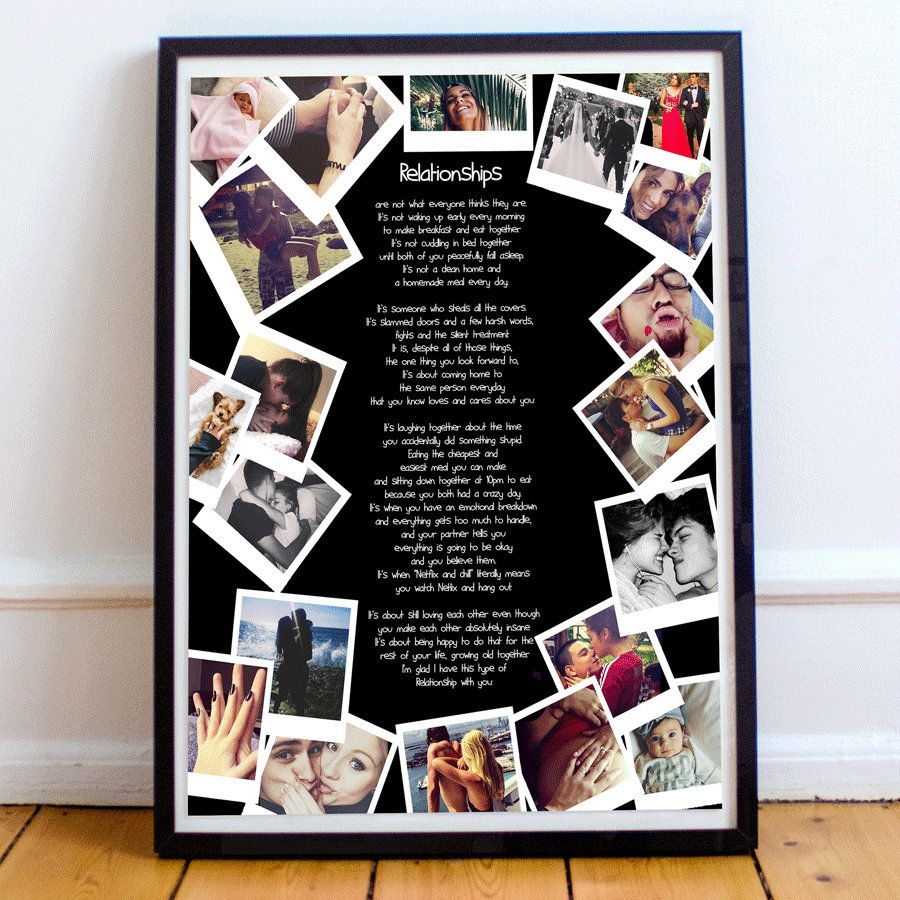 Relationships
are not what everyone thinks they are.
It's not waking up early every morning
to make breakfast and eat together
It's not cuddling in bed together
until both of you peacefully fall asleep.
It's not a clean home and
a homemade meal every day.
It's someone who steals all the covers.
It's slammed doors and a few harsh words,
fights and the silent treatment
It is, despite all of those things,
the one thing you look forward to,
It's about coming home to
the same person everyday
that you know loves and cares about you.
It's laughing together about the time
you accidentally did something stupid.
Eating the cheapest and
easiest meal you can make
and sitting down together at 10pm to eat
because you both had a crazy day.
It's when you have an emotional breakdown
and everything gets too much to handle,
and your partner tells you
everything is going to be okay
and you believe them.
It's when "Netflix and chill" literally means
you watch Netflix and hang out
It's about still loving each other even though
you make each other absolutely insane
It's about being happy to do that for the
rest of your life, growing old together
I'm glad I have this type of
Relationship with you.